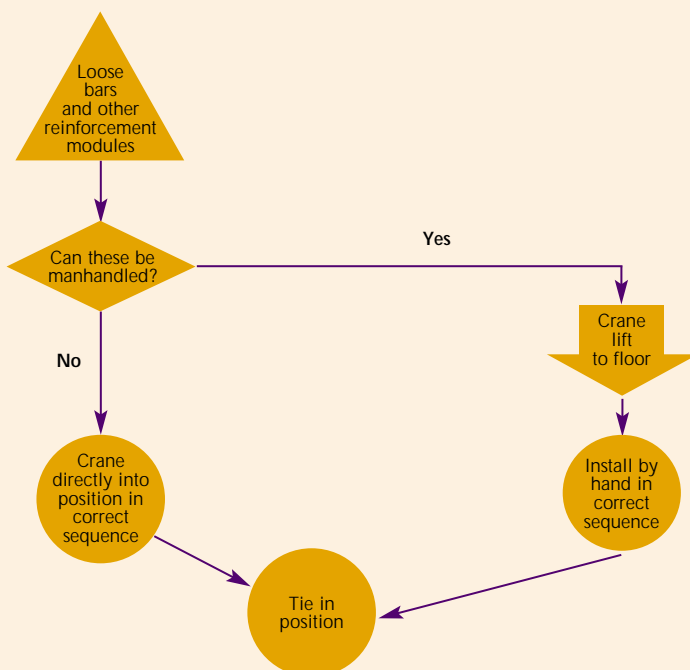 Loose
bars
and other
reinforcement
modules
Can these be
manhandled?
Yes
No
Crane
lift
to floor
Crane
directly into
position in
correct
sequence
Install by
hand in
correct
sequence
Tie in
position